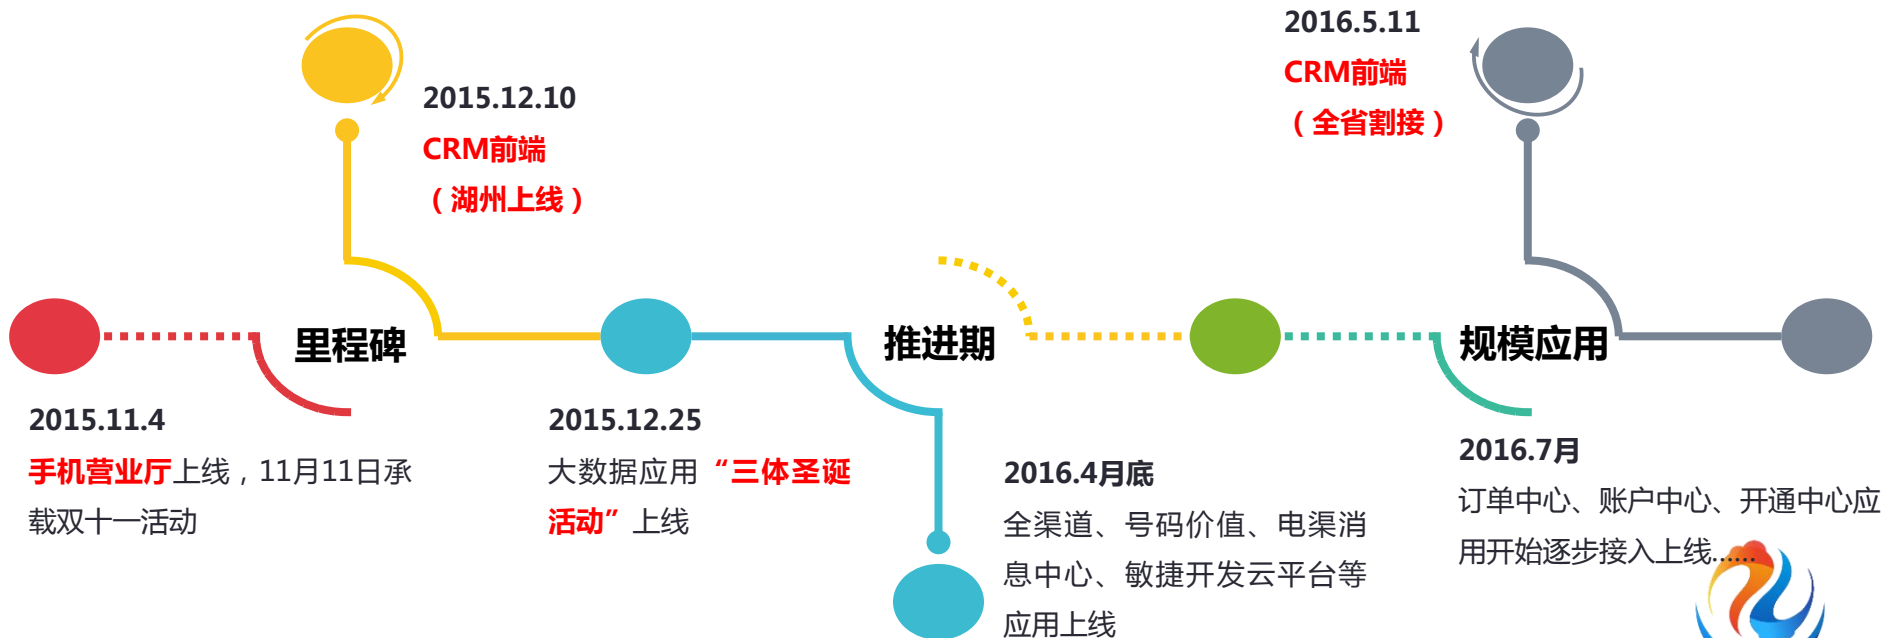 2015.12.10
CRM前端
（湖州上线）
2016.5.11
CRM前端
（全省割接）
里程碑
推进期
规模应用
2015.11.4
手机营业厅上线，11月11日承
载双十一活动
2015.12.25
大数据应用“三体圣诞
活动”上线
2016.4月底
全渠道、号码价值、电渠消
息中心、敏捷开发云平台等
应用上线
2016.7月
订单中心、账户中心、开通中心应
用开始逐步接入上线......